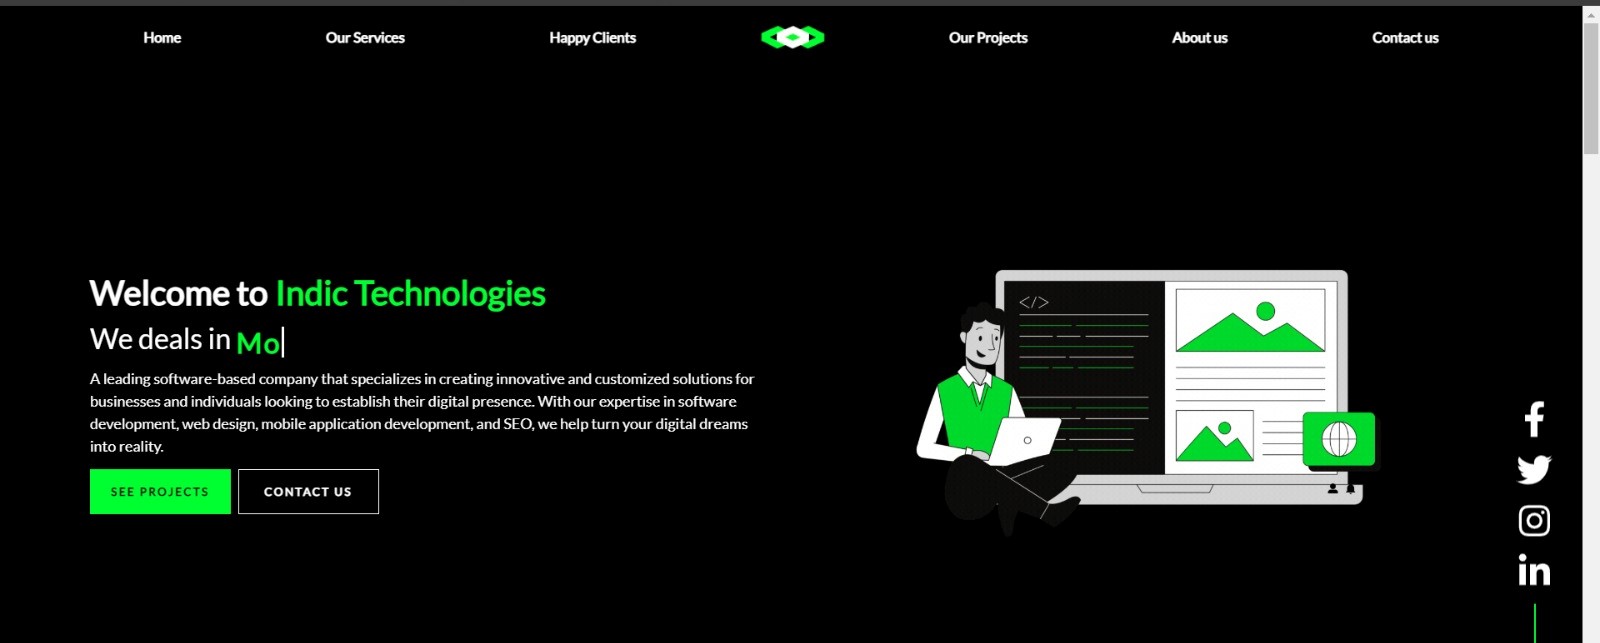 Home
Our Services
Happy Clients
Our Projects
About us
Contact us
Welcome to Indic Technologies
We deals in Mo
A leading software-based company that specializes in creating innovative and customized solutions for
businesses and individuals looking to establish their digital presence. With our expertise in software
development, web design, mobile application development, and SEO, we help turn your digital dreams
into reality.
SEE PROJECTS
CONTACT US
</>